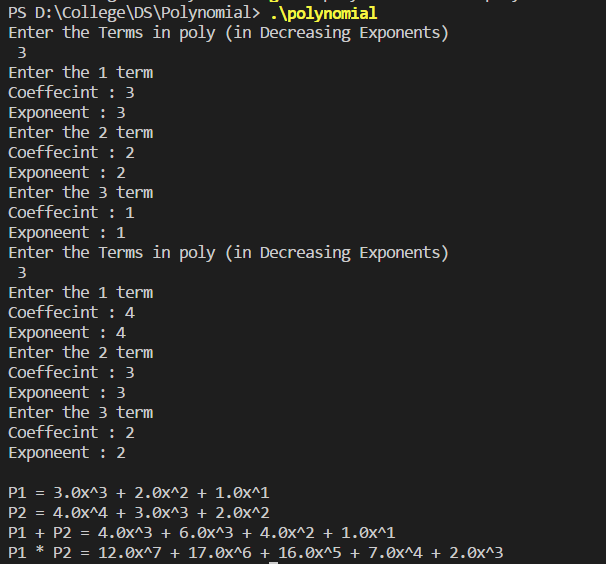 PS D:\College\DS\Polynomial> .\polynomial
Enter the Terms in poly (in Decreasing Exponents)
3
Enter the 1 term
Coeffecint : 3
Exponeent : 3
Enter the 2 term
Coeffecint : 2
Exponeent : 2
Enter the 3 term
Coeffecint : 1
Exponeent : 1
Enter the Terms in poly (in Decreasing Exponents)
3
Enter the 1 term
Coeffecint : 4
Exponeent : 4
Enter the 2 term
Coeffecint : 3
Exponeent : 3
Enter the 3 term
Coeffecint : 2
Exponeent : 2
P1 = 3.0x^3 + 2.0x^2 + 1.0x^1
P2 = 4.0x^4 + 3.0x^3 + 2.0x^2
P1 + P2 = 4.0x^3 + 6.0x^3 + 4.0x^2 + 1.0x^1
P1 * P2 = 12.0x^7 + 17.0x^6 + 16.0x^5 + 7.0x^4 + 2.0x^3